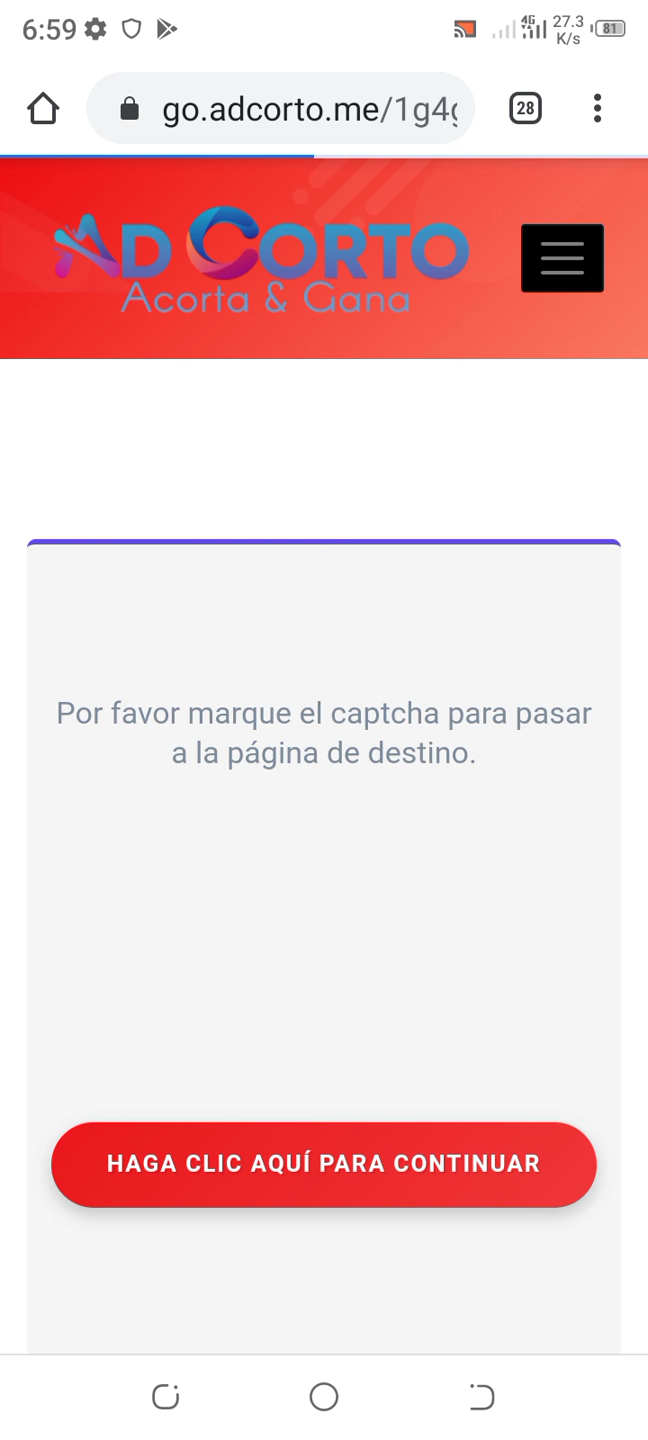 6:59
4G
27.3
K/s
81
go.adcorto.me/1g4
28
AD CORTO
Acorta & Gana
Por favor marque el captcha para pasar
a la página de destino.
HAGA CLIC AQUÍ PARA CONTINUAR